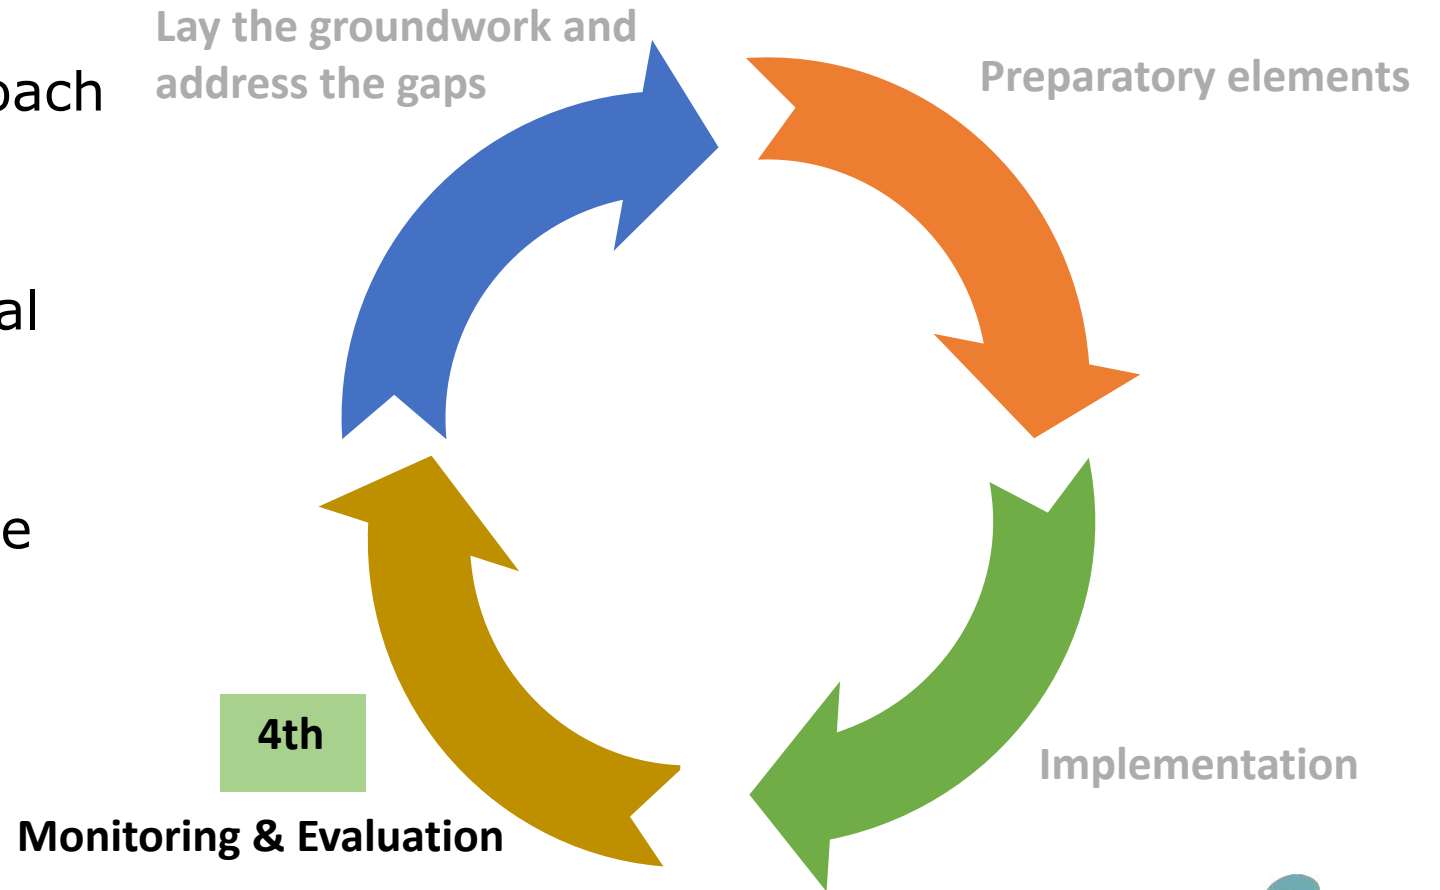 Lay the groundwork and
address the gaps
Preparatory elements
4th
Implementation
Monitoring & Evaluation